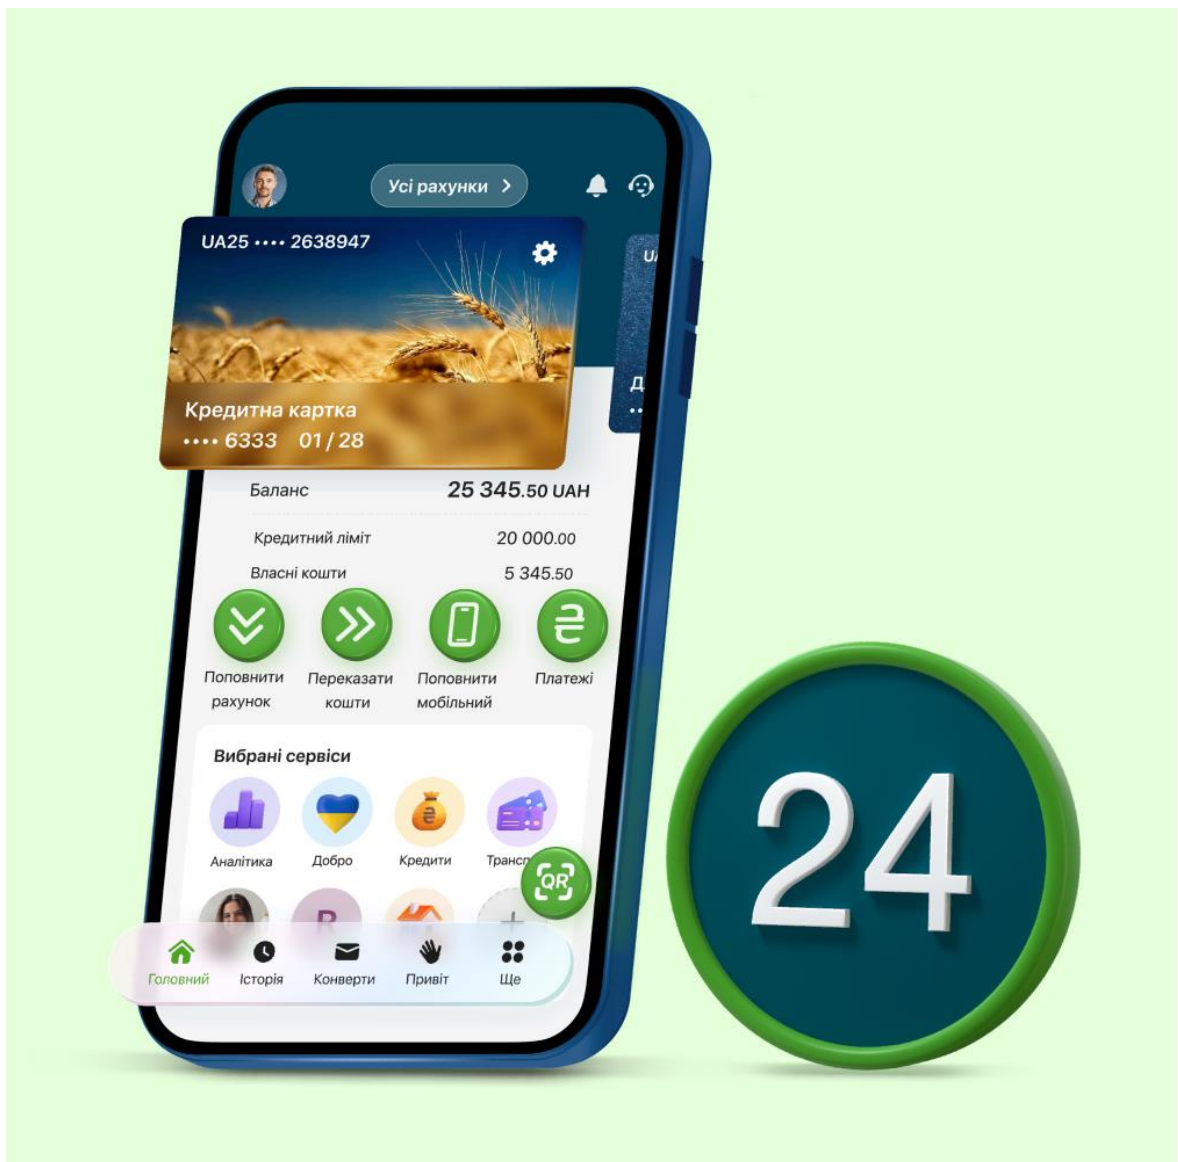 Усі рахунки
UA25 •••• 2638947
Кредитна картка
•••• 6333 01/28
Баланс 25 345.50 UAH
Кредитний ліміт 20 000.00
Власні кошти 5 345.50
Поповнити рахунок
Переказати кошти
Поповнити мобільний
Платежі
Вибрані сервіси
Аналітика Добро Кредити
QR
R
Головний Історія Конверти Привіт Ще
24